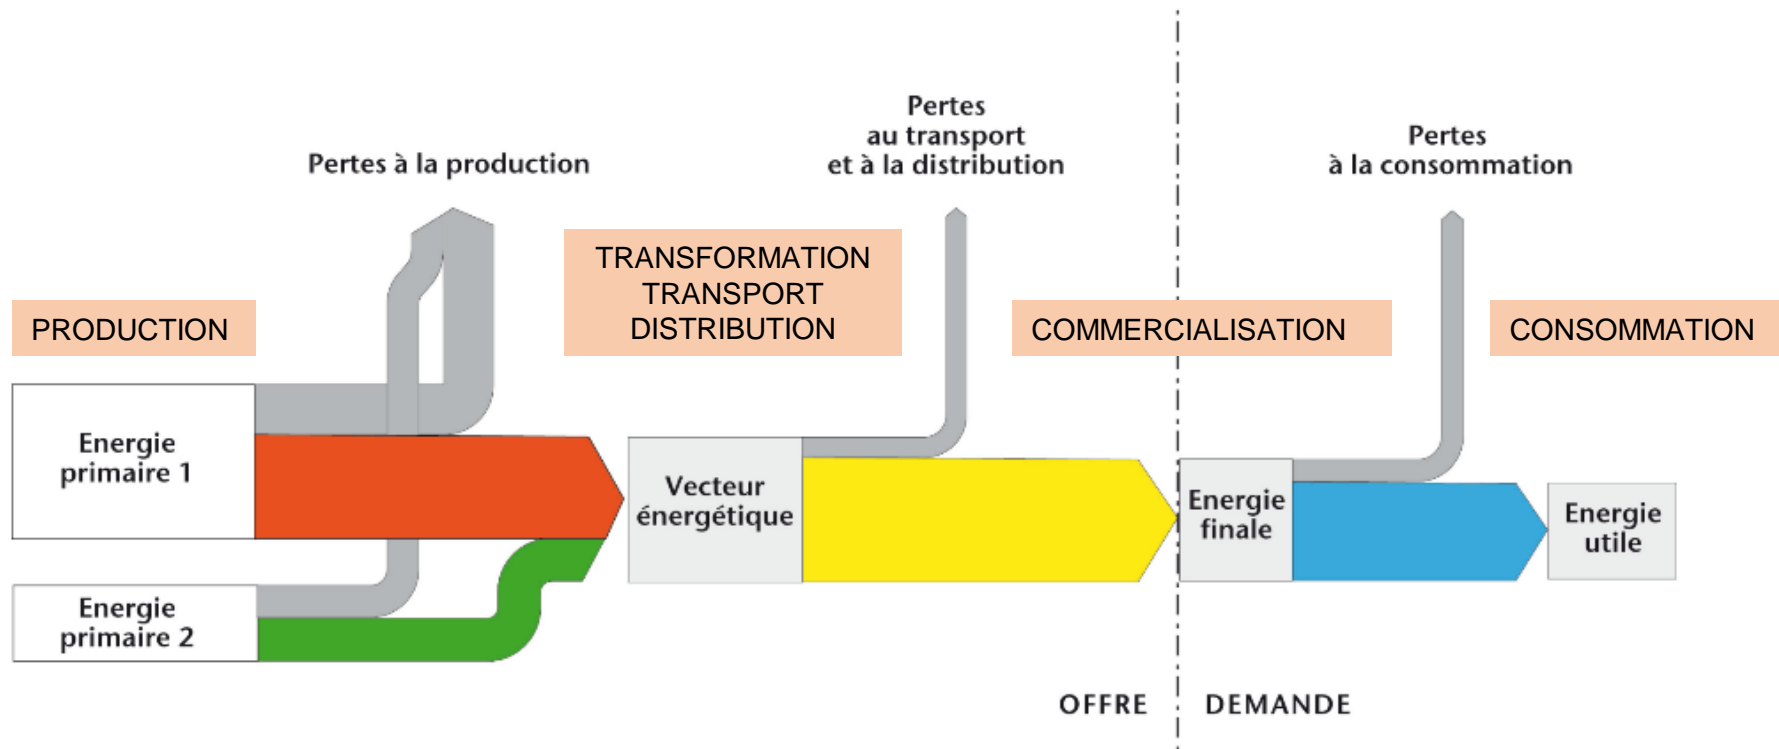 Pertes à la production
Pertes
au transport
et à la distribution
Pertes
à la consommation
PRODUCTION
TRANSFORMATION
TRANSPORT
DISTRIBUTION
COMMERCIALISATION
CONSOMMATION
Energie
primaire 1
Vecteur
énergétique
Energie
finale
Energie
utile
Energie
primaire 2
OFFRE
DEMANDE